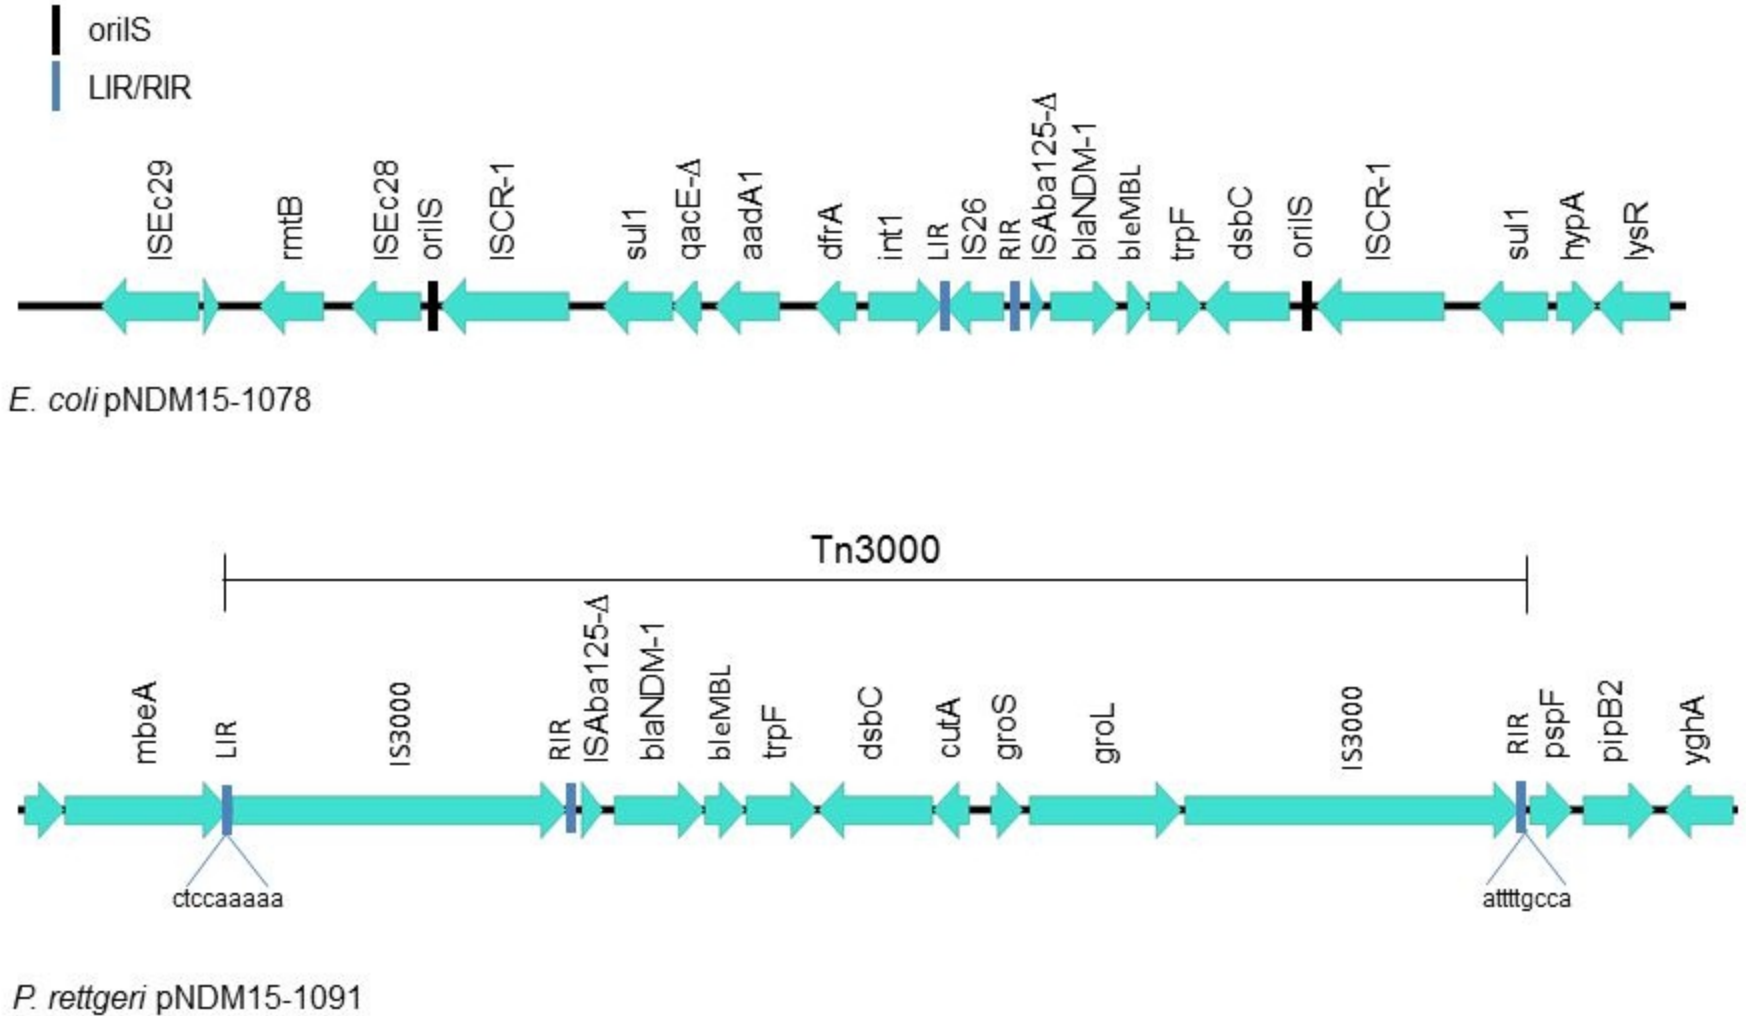 oriIS
LIR/RIR
ISEc29
rmtB
ISEc28
oriIS
ISCR-1
sul1
qacE-Δ
aadA1
dfrA
int1
LIR
IS26
RIR
ISAba125-Δ
blaNDM-1
bleMBL
trpF
dsbC
oriIS
ISCR-1
sul1
hypA
lysR
E. coli pNDM15-1078
Tn3000
mbeA
LIR
IS3000
RIR
ISAba125-Δ
blaNDM-1
bleMBL
trpF
dsbC
cutA
groS
groL
IS3000
RIR
pspF
pipB2
yghA
ctccaaaaa
attttgcca
P. rettgeri pNDM15-1091